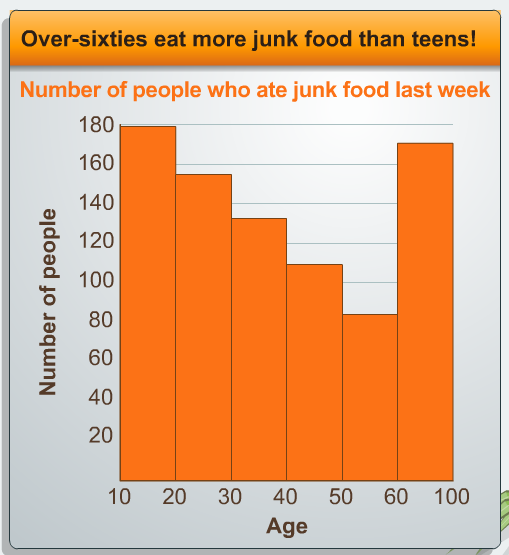 Over-sixties eat more junk food than teens!
Number of people who ate junk food last week
Number of people
180
160
140
120
100
80
60
40
20
10 20 30 40 50 60 100
Age